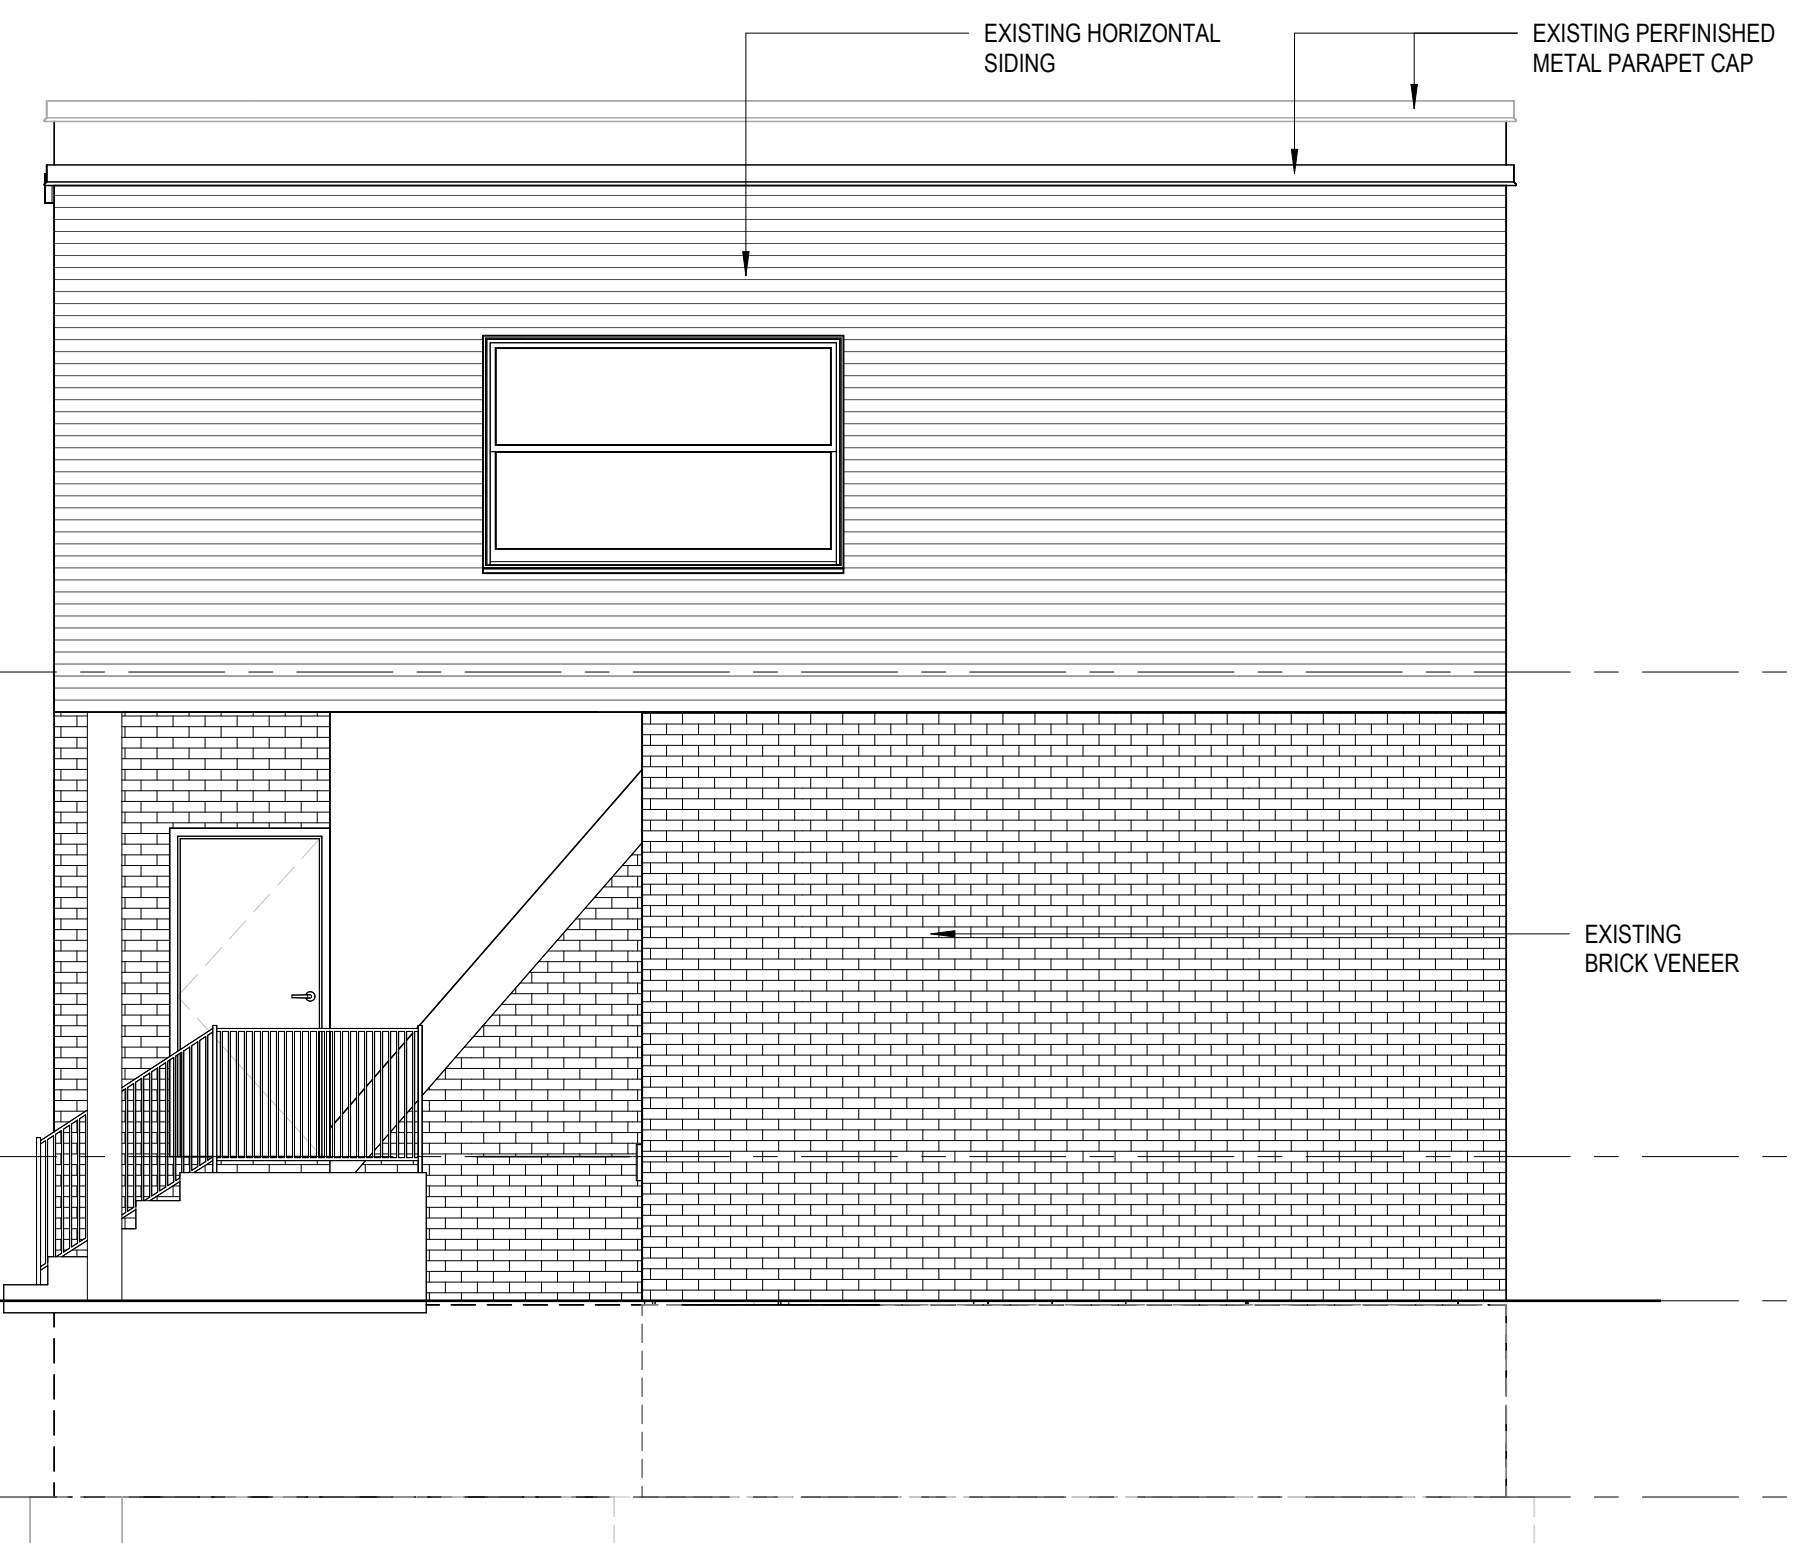 EXISTING HORIZONTAL
SIDING
EXISTING PERFINISHED
METAL PARAPET CAP
EXISTING
BRICK VENEER